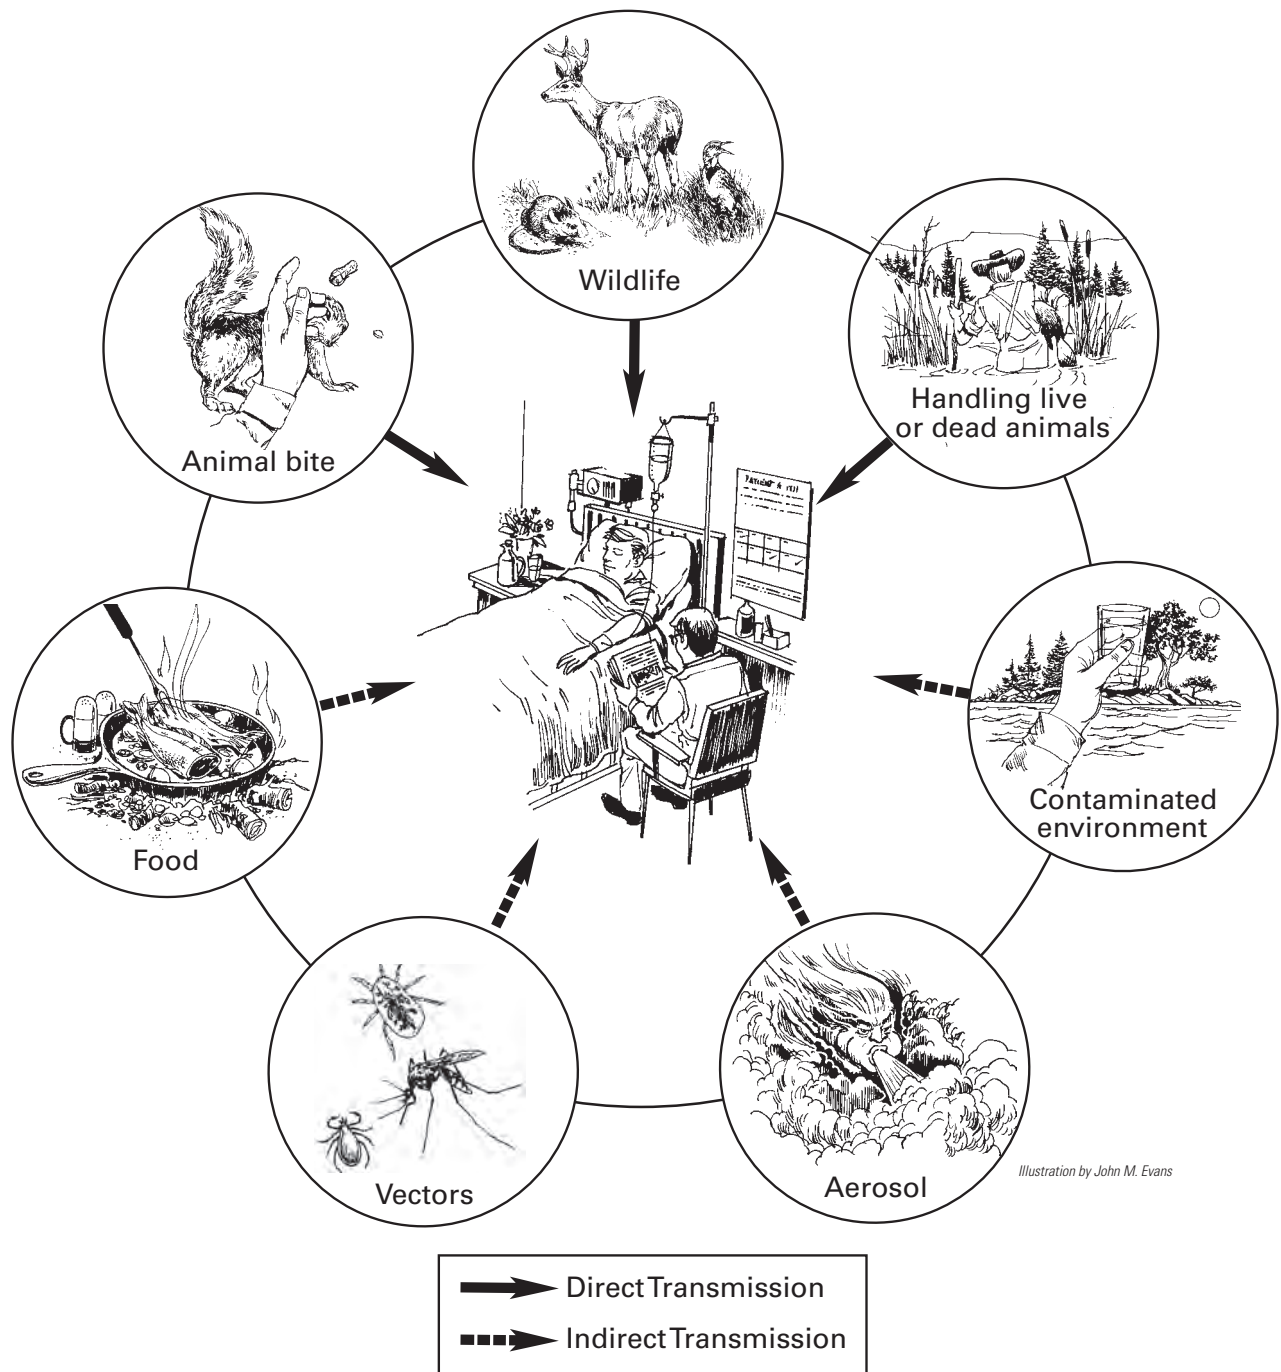 Wildlife
Animal bite
Handling live
or dead animals
Food
Contaminated
environment
Vectors
Aerosol
Illustration by John M. Evans
Direct Transmission
Indirect Transmission